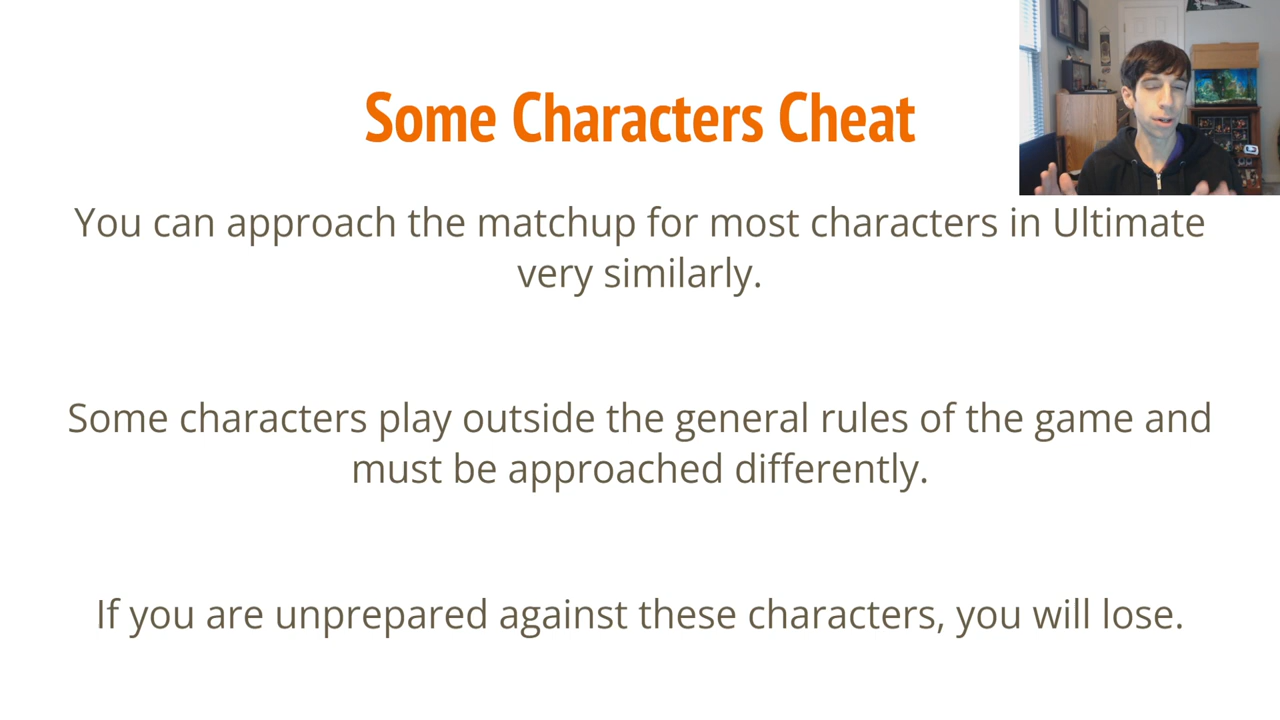 Some Characters Cheat
You can approach the matchup for most characters in Ultimate
very similarly.
Some characters play outside the general rules of the game and
must be approached differently.
If you are unprepared against these characters, you will lose.